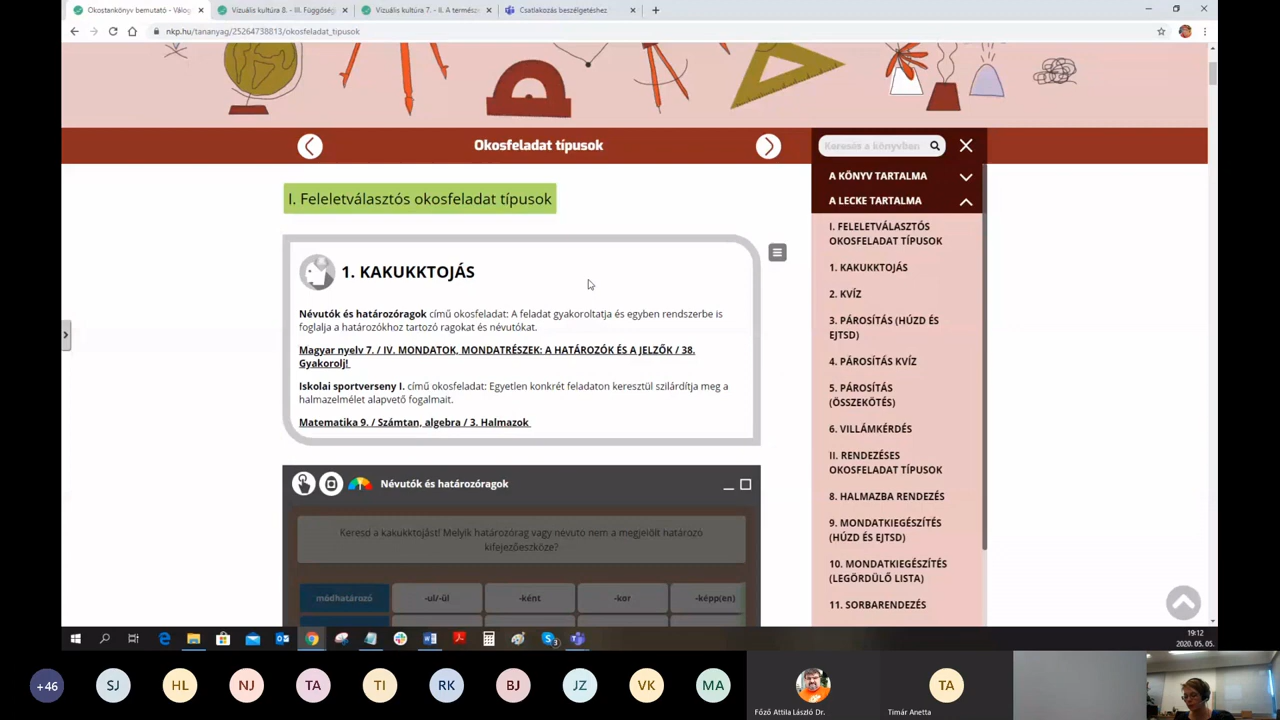 Okostankönyv bemutató - Válog
Vizuális kultúra 8. - III. Függőség
Vizuális kultúra 7. - II. A termész
Csatlakozás beszélgetéshez
nkp.hu/tananyag/25264738813/okosfeladat_tipusok
Okosfeladat típusok
Keresés a könyvben
A KÖNYV TARTALMA
A LECKE TARTALMA
I. Feleletválasztós okosfeladat típusok
1. KAKUKKTOJÁS
Névutók és határozóragok című okosfeladat: A feladat gyakoroltatja és egyben rendszerbe is
foglalja a határozókhoz tartozó ragokat és névutókat.
Magyar nyelv 7. / IV. MONDATOK, MONDATRÉSZEK: A HATÁROZÓK ÉS A JELZŐK / 38.
Gyakorolj!
Iskolai sportverseny I. című okosfeladat: Egyetlen konkrét feladaton keresztül szilárdítja meg a
halmazelmélet alapvető fogalmait.
Matematika 9. / Számtan, algebra / 3. Halmazok
Névutók és határozóragok
Keresd a kakukktojást! Melyik határozórag vagy névutó nem a megjelölt határozó
kifejezőeszköze?
módhatározó
-ul/-ül
-ként
-kor
-képp(en)
I. FELELETVÁLASZTÓS
OKOSFELADAT TÍPUSOK
1. KAKUKKTOJÁS
2. KVÍZ
3. PÁROSÍTÁS (HÚZD ÉS
EJTSD)
4. PÁROSÍTÁS KVÍZ
5. PÁROSÍTÁS
(ÖSSZEKÖTÉS)
6. VILLÁMKÉRDÉS
II. RENDEZÉSES
OKOSFELADAT TÍPUSOK
8. HALMAZBA RENDEZÉS
9. MONDATKIEGÉSZÍTÉS
(HÚZD ÉS EJTSD)
10. MONDATKIEGÉSZÍTÉS
(LEGÖRDÜLŐ LISTA)
11. SORBARENDEZÉS
3
19:12
2020. 05. 05.
+46
SJ
HL
NJ
TA
TI
RK
BJ
JZ
VK
MA
Főző Attila László Dr.
TA
Timár Anetta